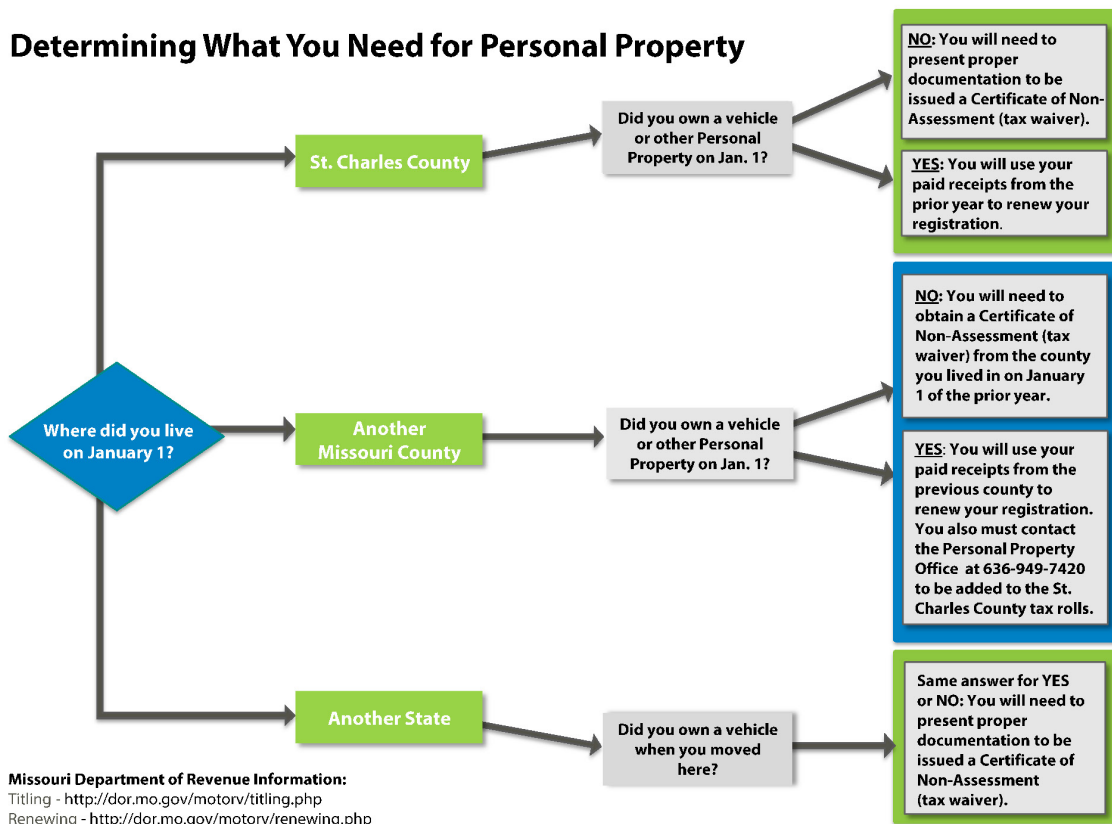 Determining What You Need for Personal Property
Where did you live
on January 1?
St. Charles County
Did you own a vehicle
or other Personal
Property on Jan. 1?
NO: You will need to
present proper
documentation to be
issued a Certificate of Non-
Assessment (tax waiver).
YES: You will use your
paid receipts from the
prior year to renew your
registration.
Another
Missouri County
Did you own a vehicle
or other Personal
Property on Jan. 1?
NO: You will need to
obtain a Certificate of
Non-Assessment (tax
waiver) from the county
you lived in on January
1 of the prior year.
YES: You will use your
paid receipts from the
previous county to
renew your registration.
You also must contact
the Personal Property
Office at 636-949-7420
to be added to the St.
Charles County tax rolls.
Another State
Did you own a vehicle
when you moved
here?
Same answer for YES
or NO: You will need to
present proper
documentation to be
issued a Certificate of
Non-Assessment
(tax waiver).
Missouri Department of Revenue Information:
Titling - http://dor.mo.gov/motorv/titling.php
Renewing - http://dor.mo.gov/motorv/renewing.php